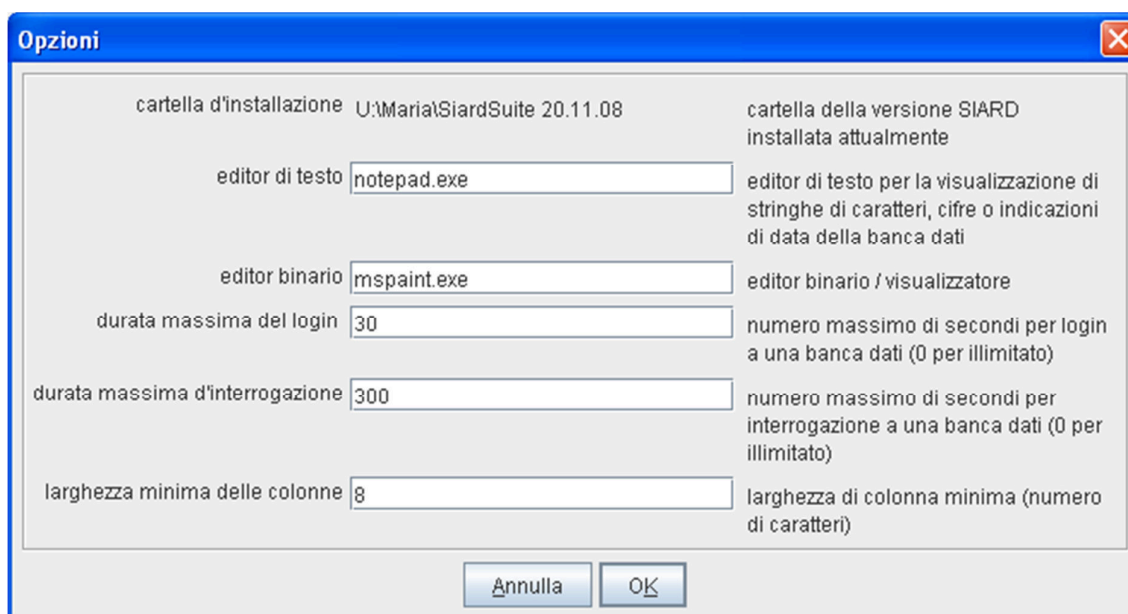 Opzioni
cartella d'installazione U:\Maria\SiardSuite 20.11.08 cartella della versione SIARD
installata attualmente
editor di testo notepad.exe editor di testo per la visualizzazione di
stringhe di caratteri, cifre o indicazioni
di data della banca dati
editor binario mspaint.exe editor binario / visualizzatore
durata massima del login 30 numero massimo di secondi per login
a una banca dati (0 per illimitato)
durata massima d'interrogazione 300 numero massimo di secondi per
interrogazione a una banca dati (0 per
illimitato)
larghezza minima delle colonne 8 larghezza di colonna minima (numero
di caratteri)
Annulla OK